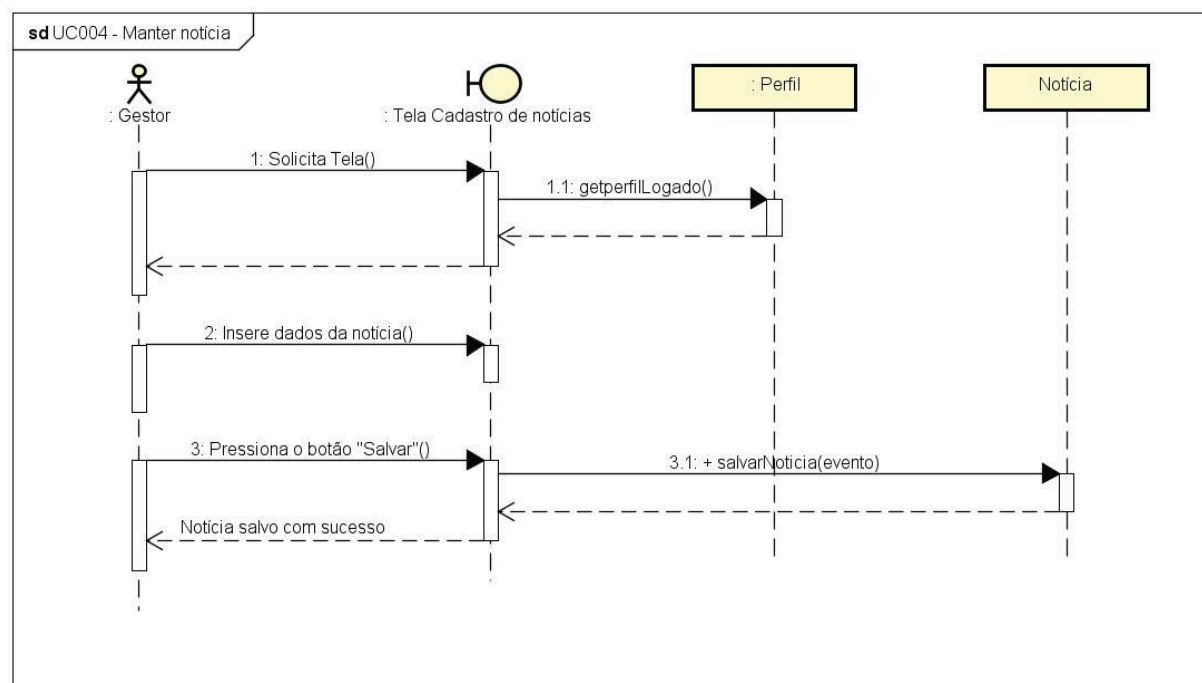 sd UC004 - Manter notícia
: Gestor
: Tela Cadastro de notícias
: Perfil
Notícia
1: Solicita Tela()
1.1: getperfilLogado()
2: Insere dados da notícia()
3: Pressiona o botão "Salvar"()
3.1: + salvarNoticia(evento)
Notícia salvo com sucesso